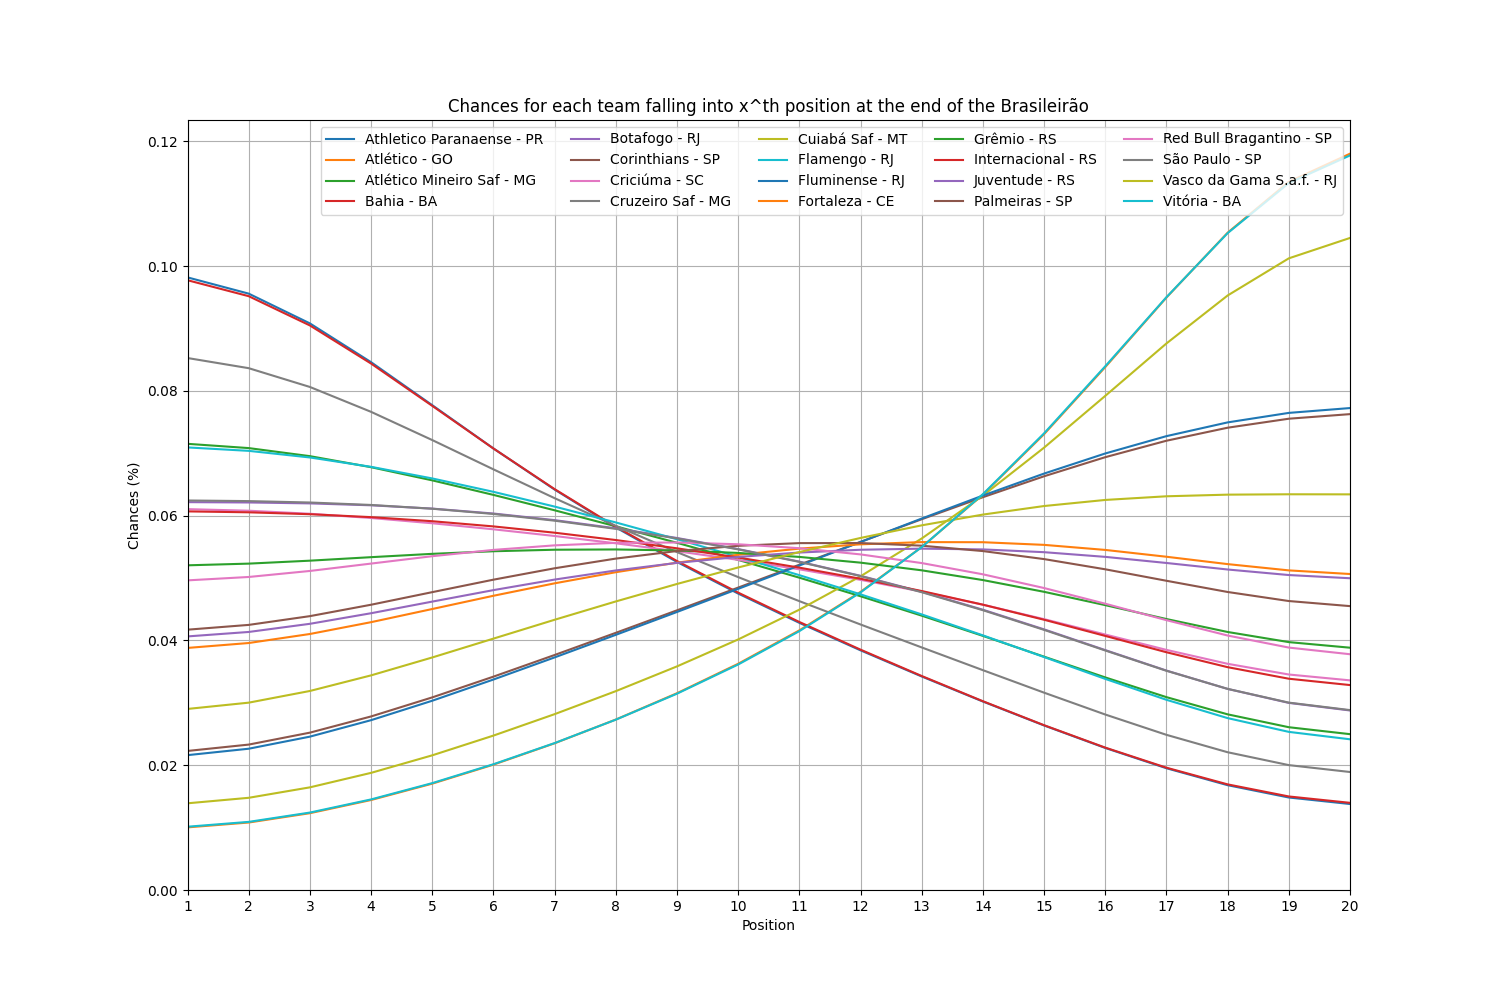 Chances for each team falling into x^th position at the end of the Brasileirão
Athletico Paranaense - PR
Atlético - GO
Atlético Mineiro Saf - MG
Bahia - BA
Botafogo - RJ
Corinthians - SP
Criciúma - SC
Cruzeiro Saf - MG
Cuiabá Saf - MT
Flamengo - RJ
Fluminense - RJ
Fortaleza - CE
Grêmio - RS
Internacional - RS
Juventude - RS
Palmeiras - SP
Red Bull Bragantino - SP
São Paulo - SP
Vasco da Gama S.a.f. - RJ
Vitória - BA
Chances (%)
0.12
0.10
0.08
0.06
0.04
0.02
0.00
1 2 3 4 5 6 7 8 9 10 11 12 13 14 15 16 17 18 19 20
Position